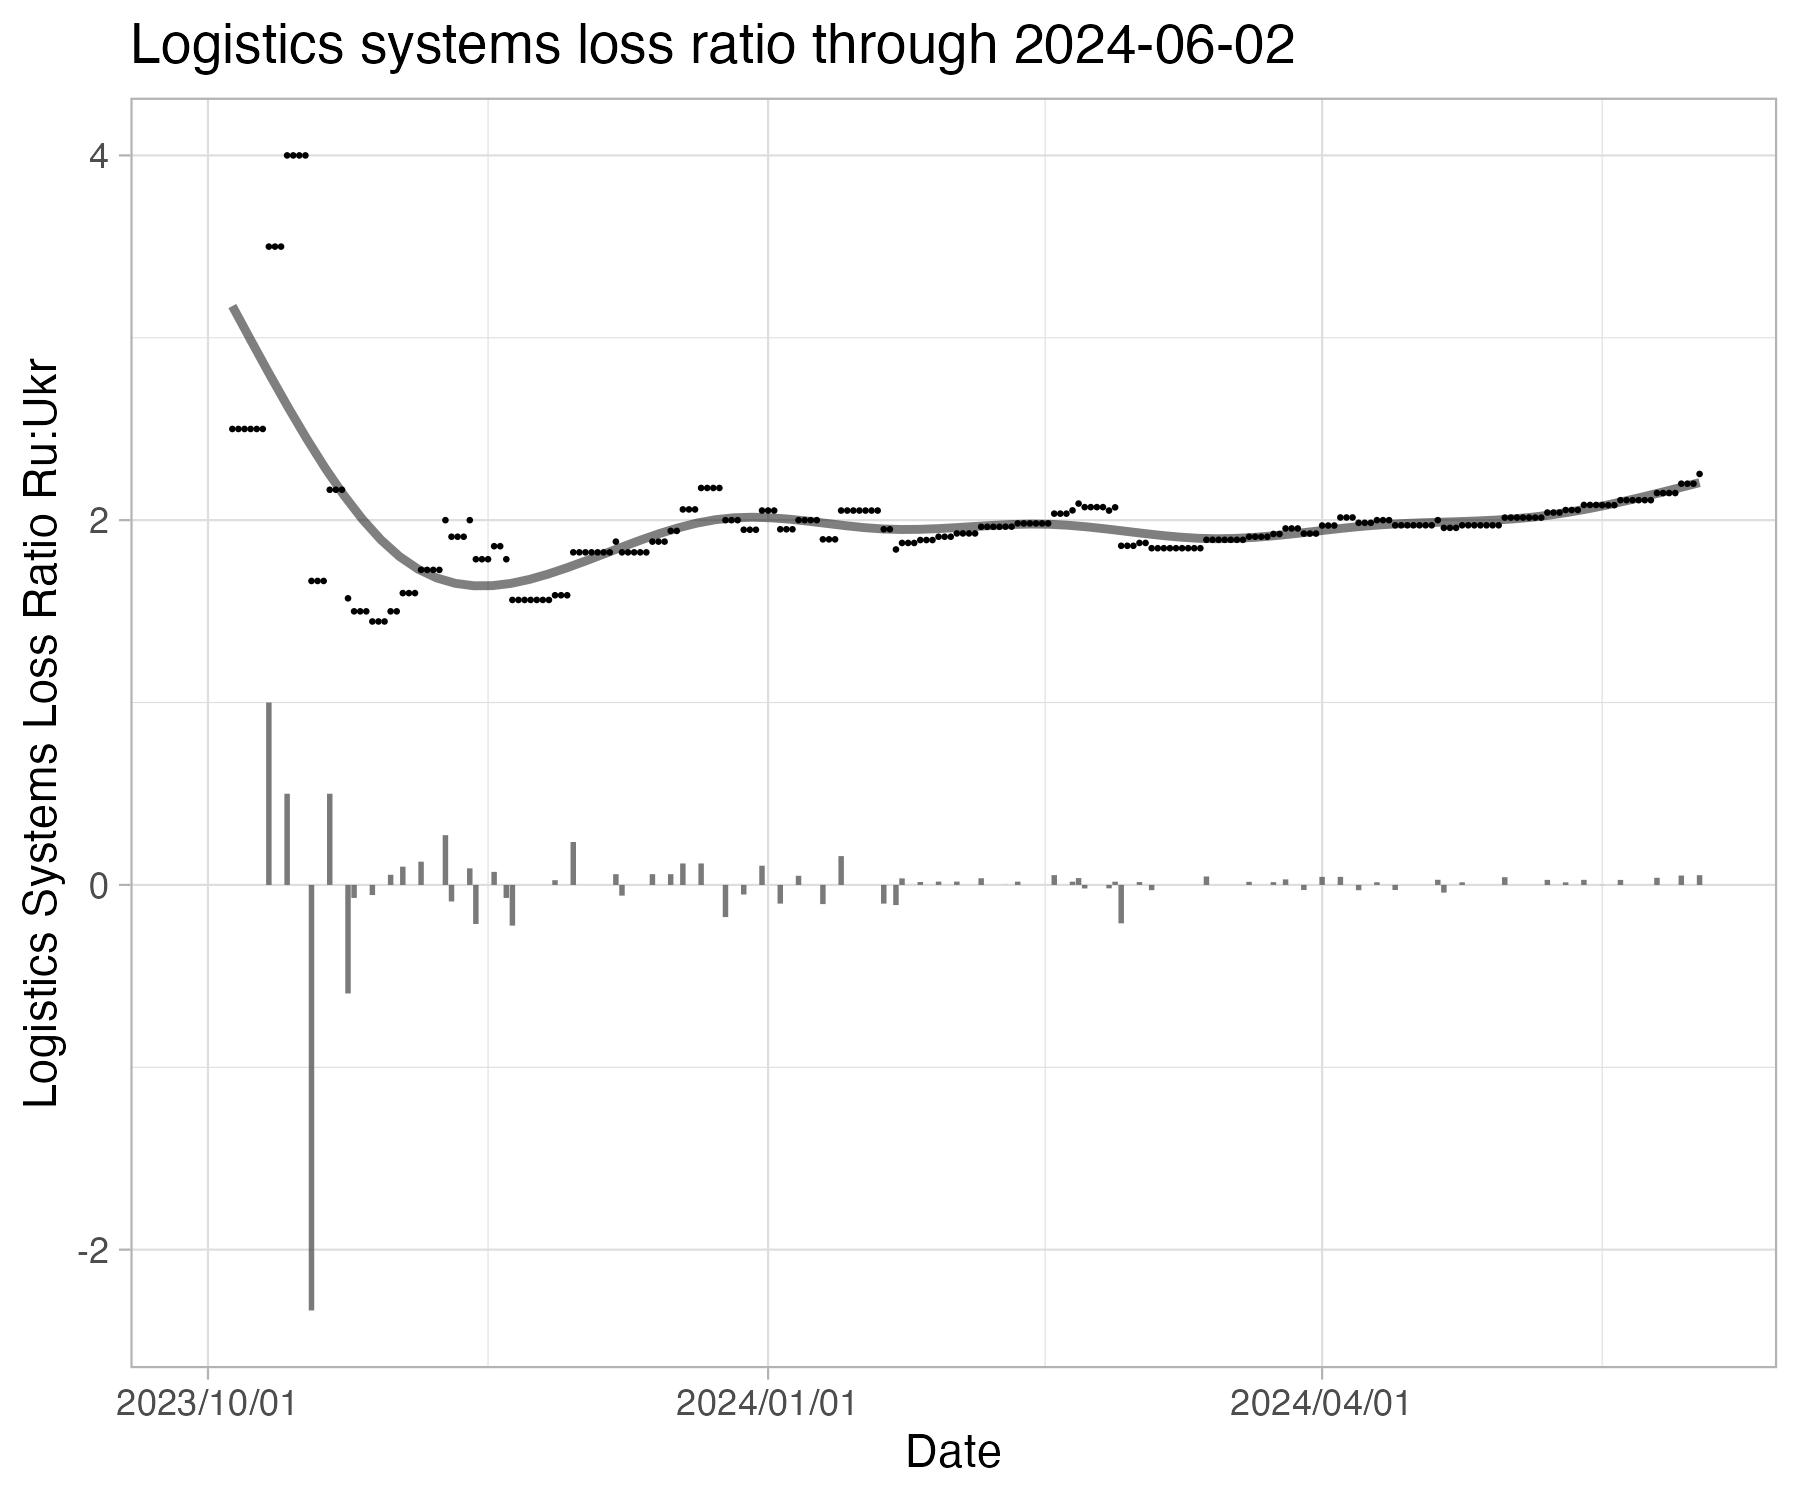 Logistics systems loss ratio through 2024-06-02
Logistics Systems Loss Ratio Ru:Ukr
4
2
0
-2
2023/10/01
2024/01/01
2024/04/01
Date